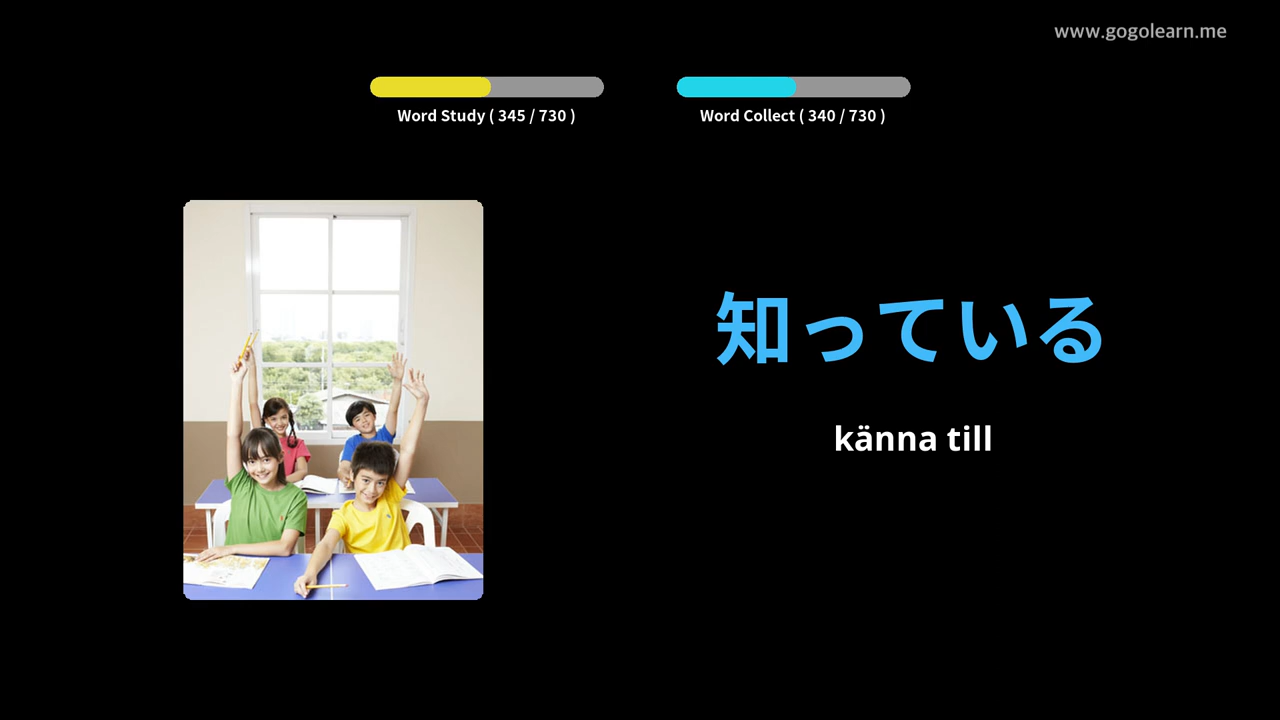 www.gogolearn.me
Word Study ( 345 / 730 )
Word Collect ( 340 / 730 )
知っている
känna till